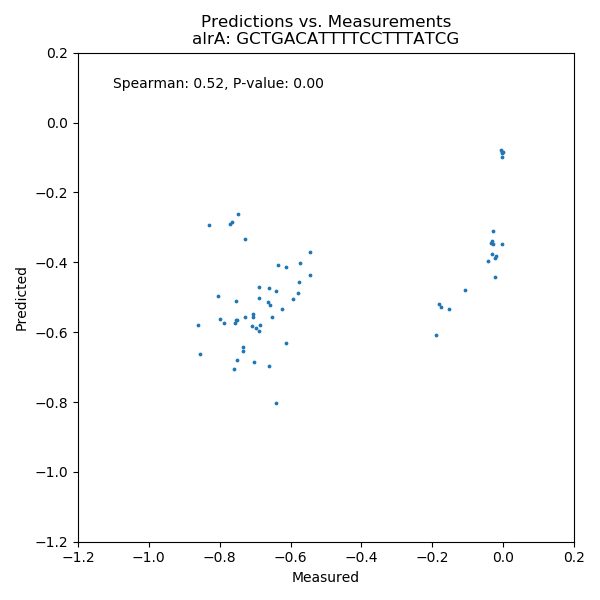 Predictions vs. Measurements
alrA: GCTGACATTTTCCTTTATCG
Spearman: 0.52, P-value: 0.00
0.2
0.0
−0.2
−0.4
−0.6
−0.8
−1.0
−1.2
Predicted
−1.2 −1.0 −0.8 −0.6 −0.4 −0.2 0.0 0.2
Measured